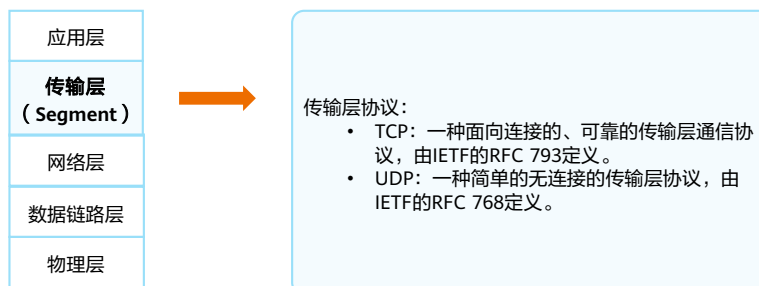 应用层
传输层
（Segment）
网络层
数据链路层
物理层
传输层协议：
• TCP：一种面向连接的、可靠的传输层通信协
议，由IETF的RFC 793定义。
• UDP：一种简单的无连接的传输层协议，由
IETF的RFC 768定义。